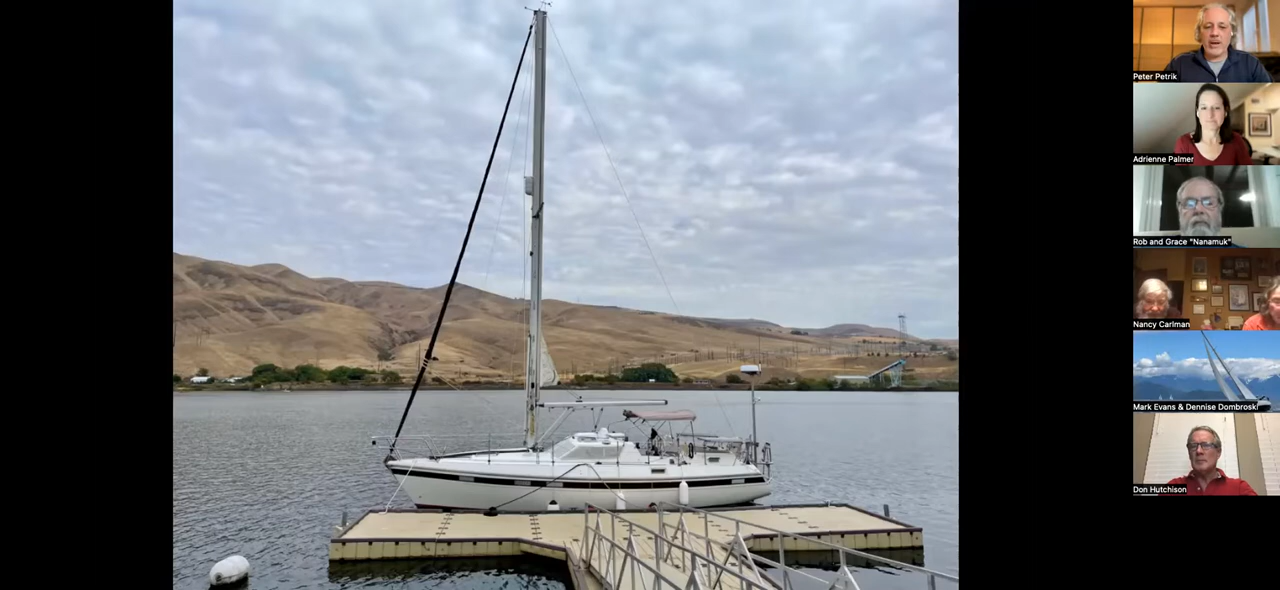 Peter Petrik
Adrienne Palmer
Rob and Grace "Nanamuk"
Nancy Carlman
Mark Evans & Dennise Dombroski
Don Hutchison